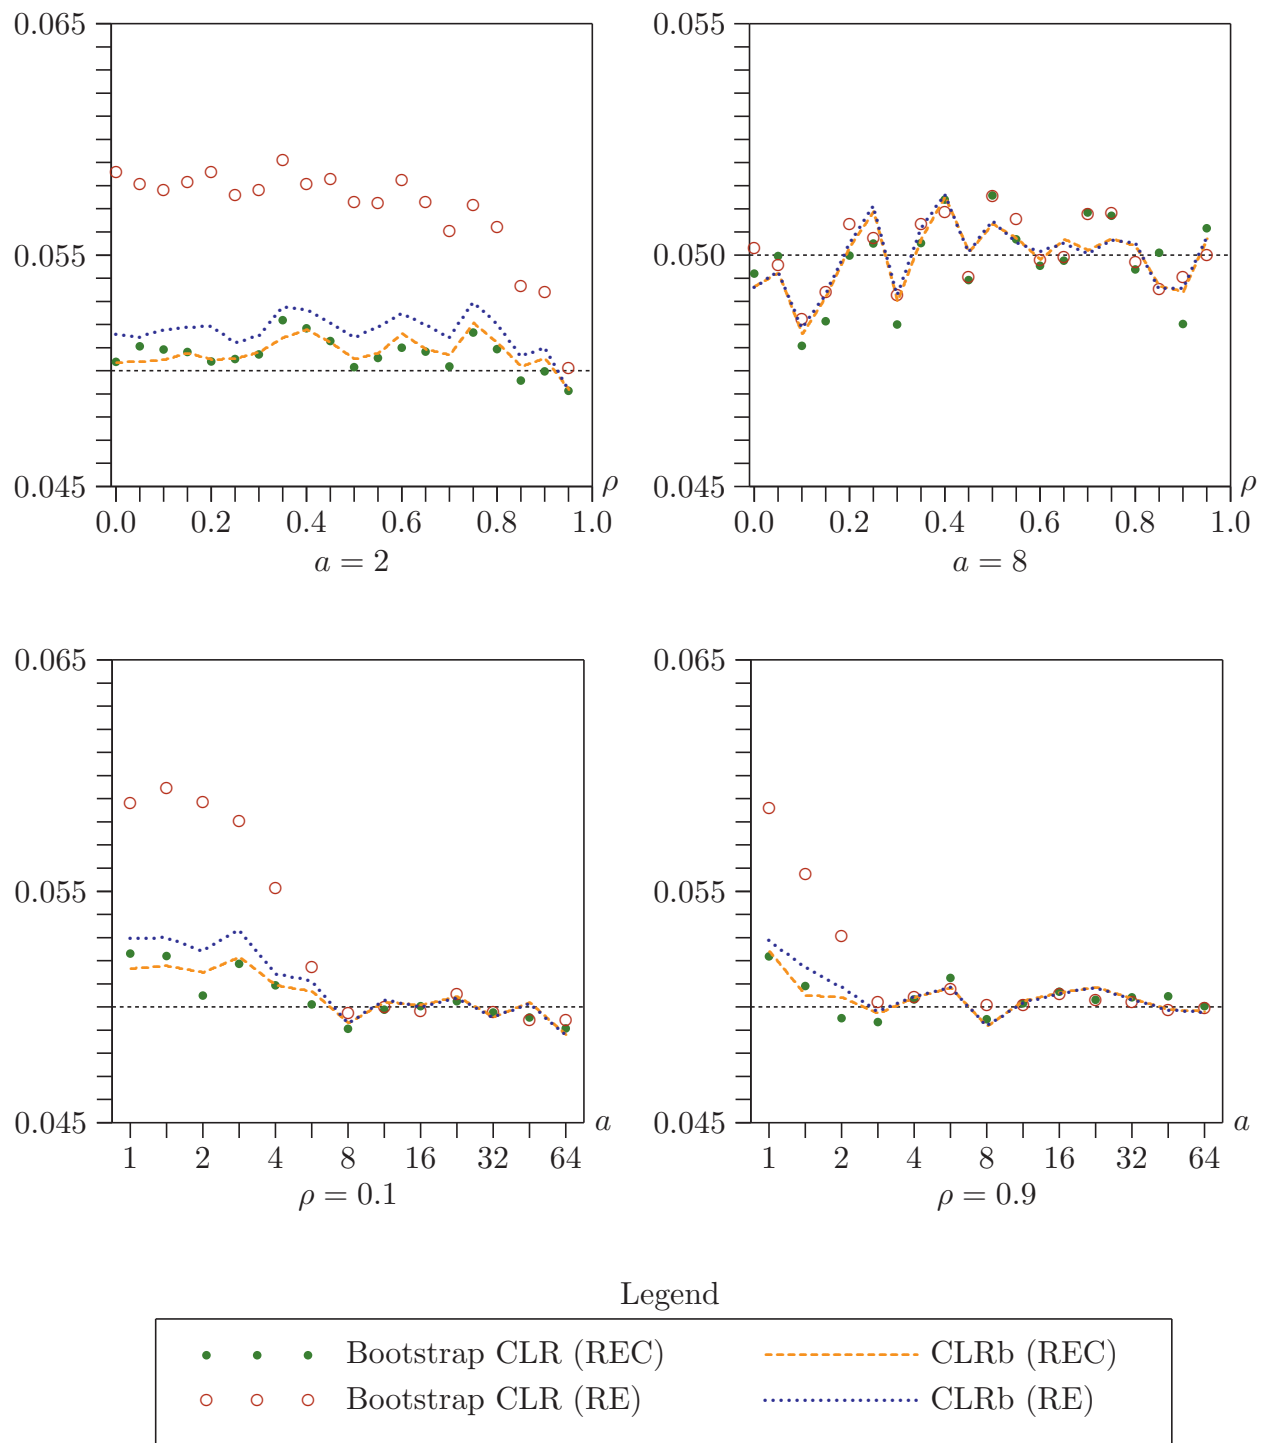 0.065
0.055
0.045
0.0 0.2 0.4 0.6 0.8 1.0
ρ
a = 2
0.055
0.050
0.045
0.0 0.2 0.4 0.6 0.8 1.0
ρ
a = 8
0.065
0.055
0.045
1 2 4 8 16 32 64
a
ρ = 0.1
0.065
0.055
0.045
1 2 4 8 16 32 64
a
ρ = 0.9
Legend
Bootstrap CLR (REC)
CLRb (REC)
Bootstrap CLR (RE)
CLRb (RE)